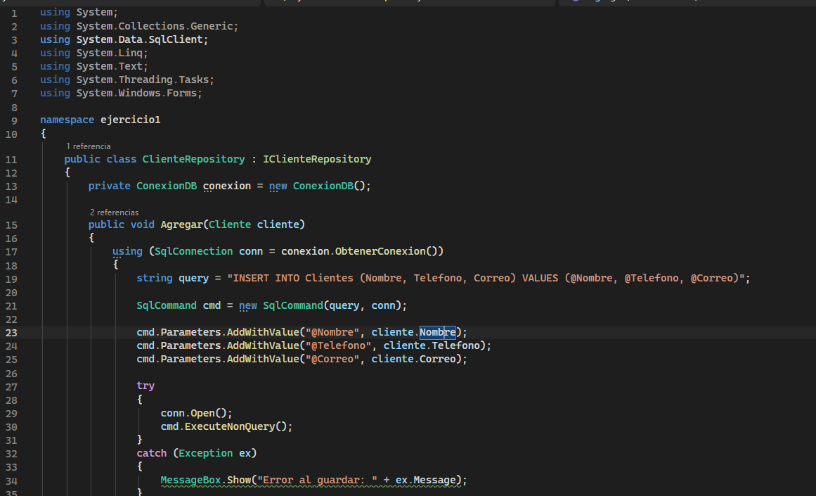 1 using System;
2 using System.Collections.Generic;
3 using System.Data.SqlClient;
4 using System.Linq;
5 using System.Text;
6 using System.Threading.Tasks;
7 using System.Windows.Forms;
8
9 namespace ejercicio1
10 {
1 referencia
11 public class ClienteRepository : IClienteRepository
12 {
13 private ConexionDB conexion = new ConexionDB();
14
2 referencias
15 public void Agregar(Cliente cliente)
16 {
17 using (SqlConnection conn = conexion.ObtenerConexion())
18 {
19 string query = "INSERT INTO Clientes (Nombre, Telefono, Correo) VALUES (@Nombre, @Telefono, @Correo)";
20
21 SqlCommand cmd = new SqlCommand(query, conn);
22
23 cmd.Parameters.AddWithValue("@Nombre", cliente.Nombre);
24 cmd.Parameters.AddWithValue("@Telefono", cliente.Telefono);
25 cmd.Parameters.AddWithValue("@Correo", cliente.Correo);
26
27 try
28 {
29 conn.Open();
30 cmd.ExecuteNonQuery();
31 }
32 catch (Exception ex)
33 {
34 MessageBox.Show("Error al guardar: " + ex.Message);
35 }